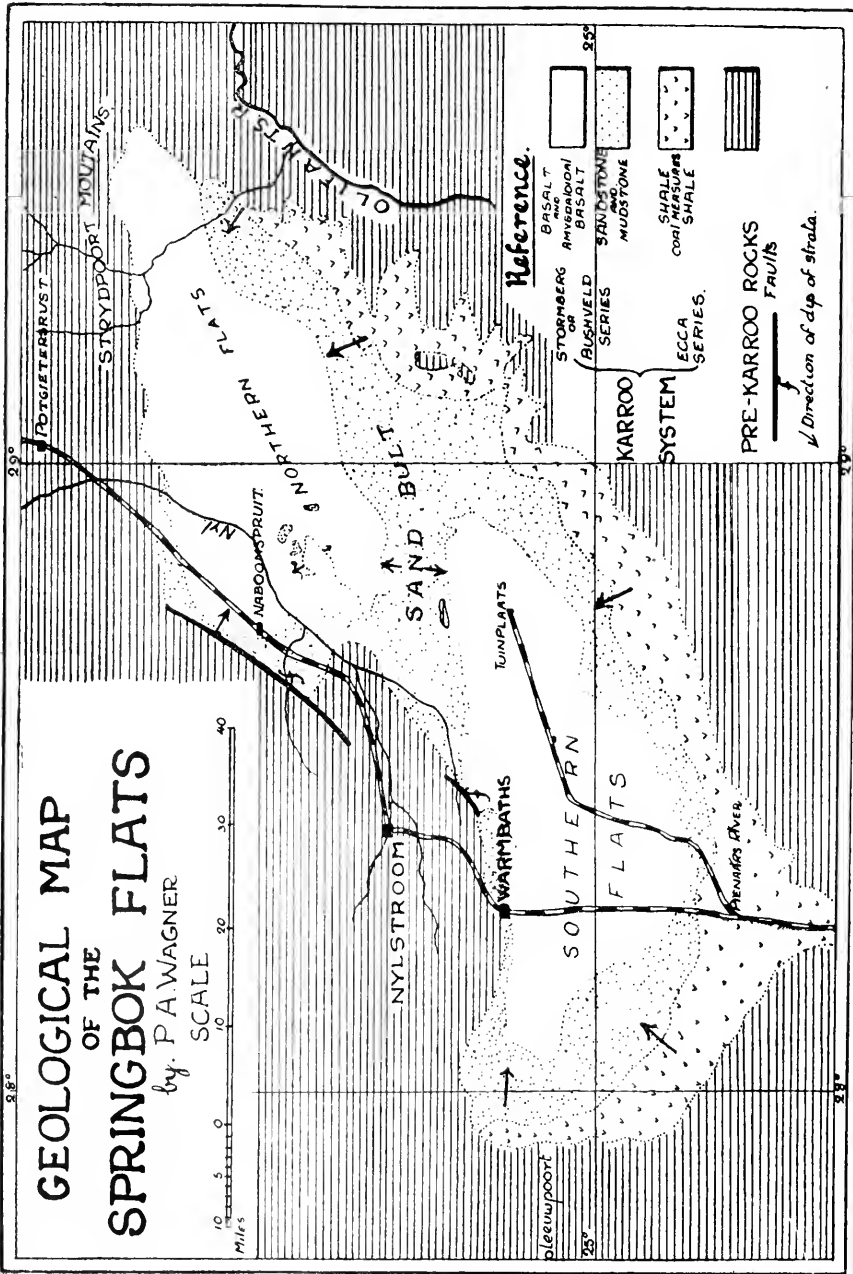 GEOLOGICAL MAP
OF THE
SPRINGBOK FLATS
by. P A WAGNER
SCALE
10 5 0 10 20 30 40
Miles
28°
29°
25°
POTGIETERSRUST
STRYDPOORT MOUTAINS
OLIFANTS R
NORTHERN FLATS
Nyl.
NABOOMSPRUIT.
SAND BULT
NYLSTROOM
WARMBATHS
TUINPLAATS
SOUTHERN
FLATS
PIENAARS RIVER
pleeuwpoort
f
f
Reference.
KARROO
SYSTEM
STORMBERG
OR
BUSHVELD
SERIES
BASALT
AND
AMYGDALOIDAL
BASALT
SANDSTONE
AND
MUDSTONE
ECCA
SERIES.
SHALE
COAL MEASURES
SHALE
PRE-KARROO ROCKS
f FAULTS
Direction of dip of strata.
25°
28°
29°